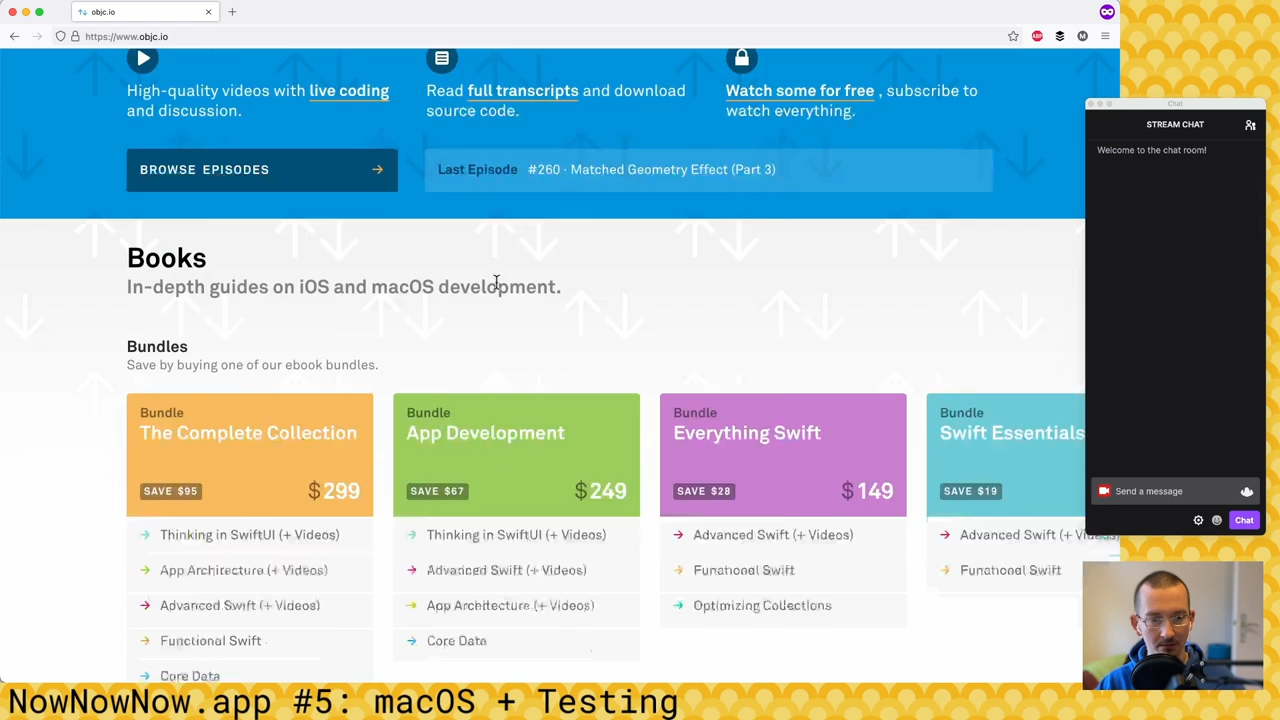 objc.io
https://www.objc.io
ABP
M
High-quality videos with live coding
and discussion.
Read full transcripts and download
source code.
Watch some for free , subscribe to
watch everything.
BROWSE EPISODES
Last Episode #260 · Matched Geometry Effect (Part 3)
Books
In-depth guides on iOS and macOS development.
Bundles
Save by buying one of our ebook bundles.
Bundle
The Complete Collection
SAVE $95
$299
Thinking in SwiftUI (+ Videos)
App Architecture (+ Videos)
Advanced Swift (+ Videos)
Functional Swift
Core Data
Bundle
App Development
SAVE $67
$249
Thinking in SwiftUI (+ Videos)
Advanced Swift (+ Videos)
App Architecture (+ Videos)
Core Data
Bundle
Everything Swift
SAVE $28
$149
Advanced Swift (+ Videos)
Functional Swift
Optimizing Collections
Bundle
Swift Essentials
SAVE $19
Advanced Swift (+ Videos)
Functional Swift
Chat
STREAM CHAT
Welcome to the chat room!
Send a message
Chat
NowNowNow.app #5: macOS + Testing